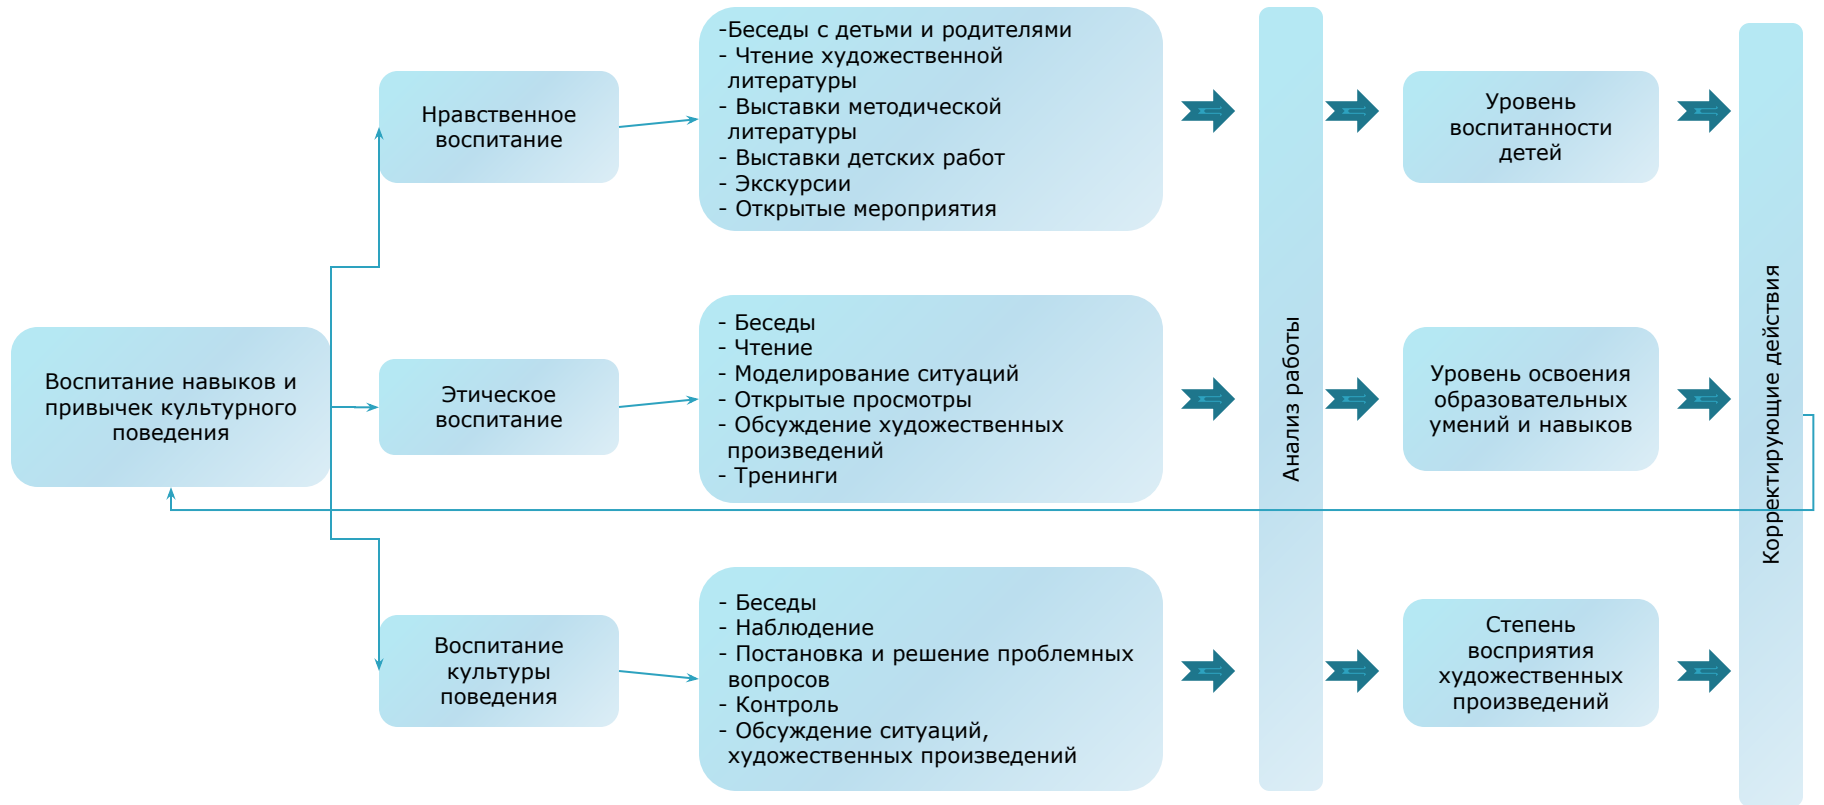 Воспитание навыков и
привычек культурного
поведения
Нравственное
воспитание
-Беседы с детьми и родителями
- Чтение художественной
литературы
- Выставки методической
литературы
- Выставки детских работ
- Экскурсии
- Открытые мероприятия
Этическое
воспитание
- Беседы
- Чтение
- Моделирование ситуаций
- Открытые просмотры
- Обсуждение художественных
произведений
- Тренинги
Воспитание
культуры
поведения
- Беседы
- Наблюдение
- Постановка и решение проблемных
вопросов
- Контроль
- Обсуждение ситуаций,
художественных произведений
Анализ работы
Уровень
воспитанности
детей
Уровень освоения
образовательных
умений и навыков
Степень
восприятия
художественных
произведений
Корректирующие действия